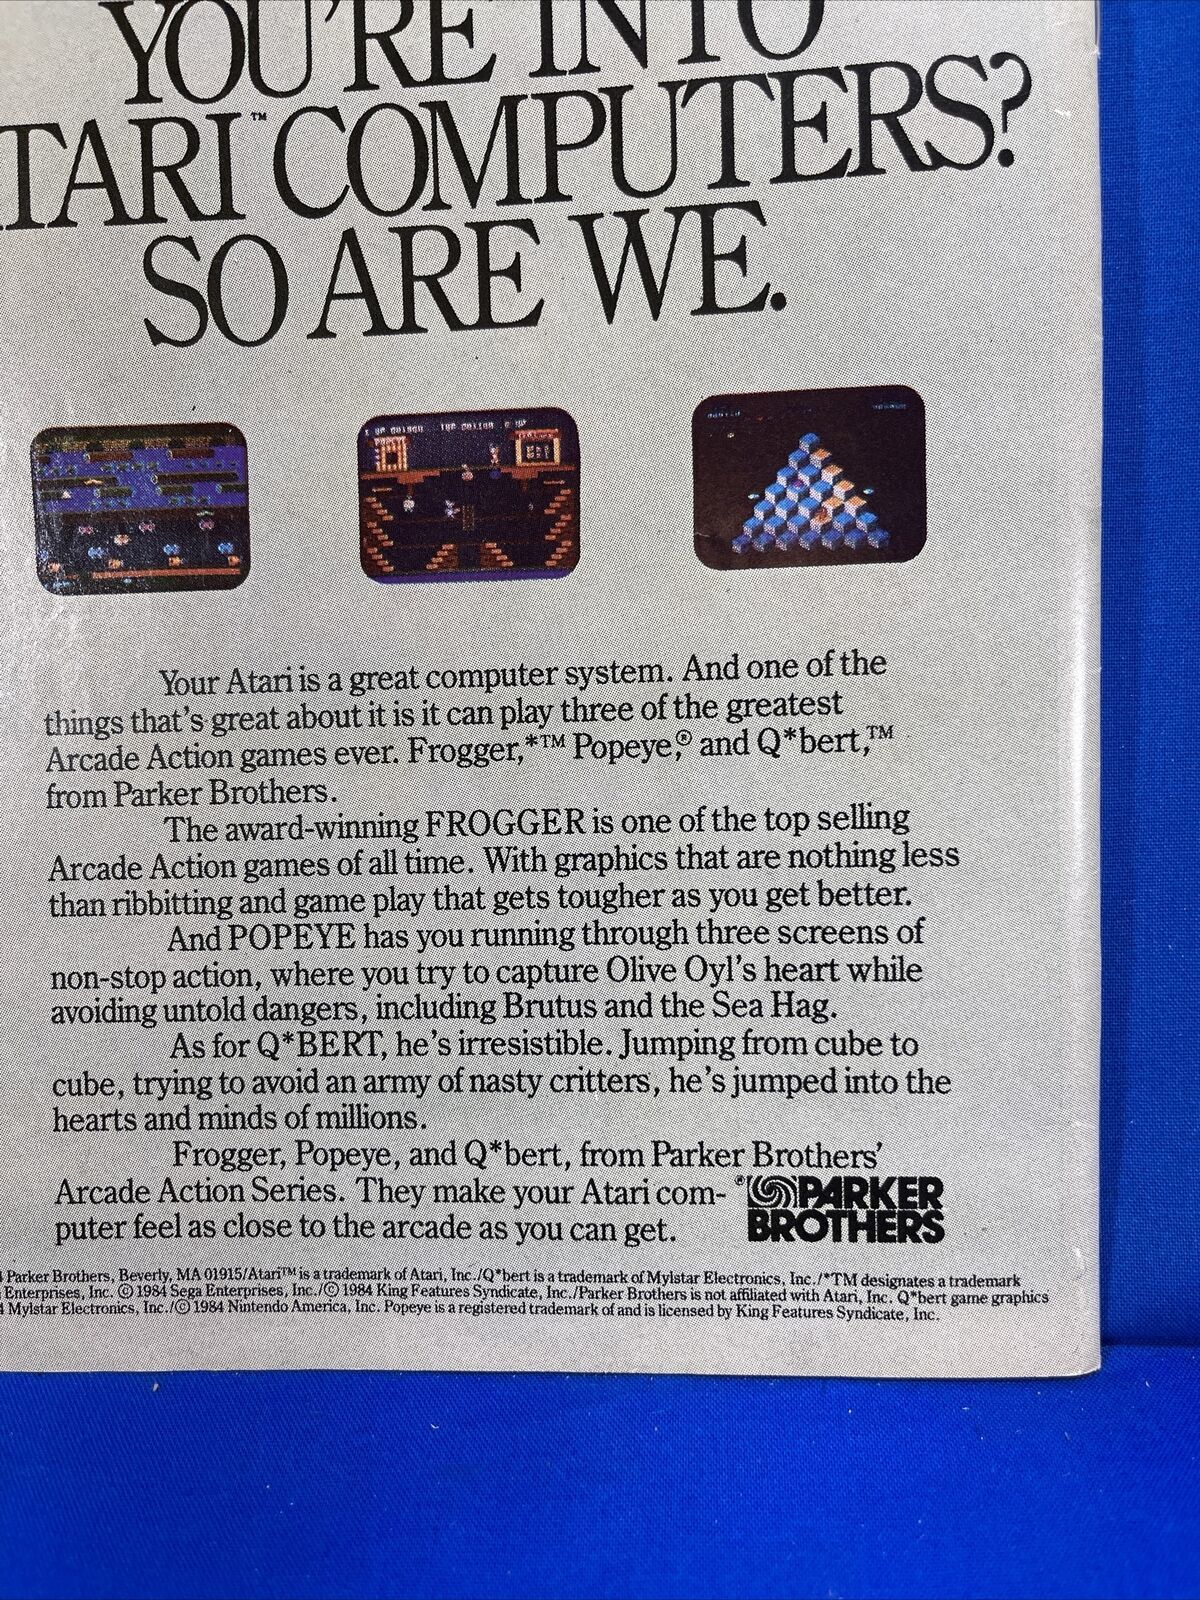 YOU'RE INTO
TARI™ COMPUTERS?
SO ARE WE.
POPEYE
Your Atari is a great computer system. And one of the
things that's great about it is it can play three of the greatest
Arcade Action games ever. Frogger,*™ Popeye,® and Q*bert,™
from Parker Brothers.
The award-winning FROGGER is one of the top selling
Arcade Action games of all time. With graphics that are nothing less
than ribbitting and game play that gets tougher as you get better.
And POPEYE has you running through three screens of
non-stop action, where you try to capture Olive Oyl's heart while
avoiding untold dangers, including Brutus and the Sea Hag.
As for Q*BERT, he's irresistible. Jumping from cube to
cube, trying to avoid an army of nasty critters, he's jumped into the
hearts and minds of millions.
Frogger, Popeye, and Q*bert, from Parker Brothers'
Arcade Action Series. They make your Atari com-
puter feel as close to the arcade as you can get.
PARKER
BROTHERS
4 Parker Brothers, Beverly, MA 01915/Atari™ is a trademark of Atari, Inc./Q*bert is a trademark of Mylstar Electronics, Inc./*TM designates a trademark
Enterprises, Inc. © 1984 Sega Enterprises, Inc./© 1984 King Features Syndicate, Inc./Parker Brothers is not affiliated with Atari, Inc. Q*bert game graphics
4 Mylstar Electronics, Inc./© 1984 Nintendo America, Inc. Popeye is a registered trademark of and is licensed by King Features Syndicate, Inc.